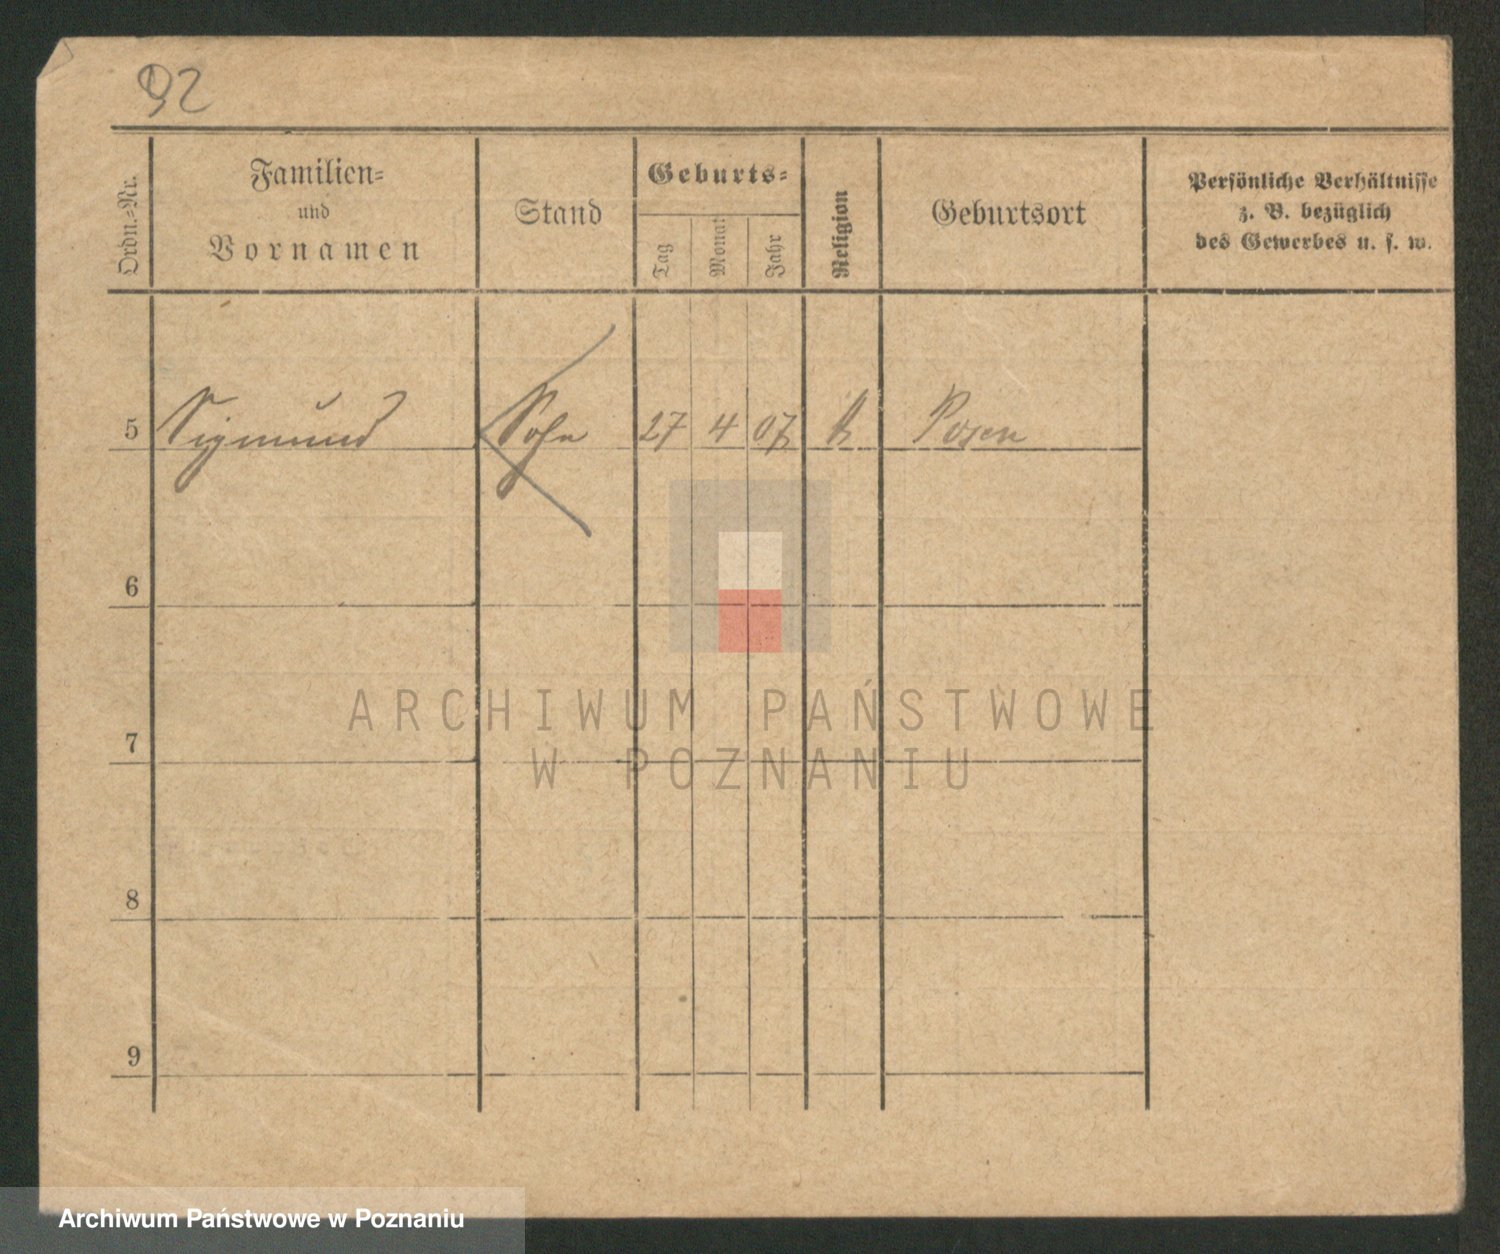 92
Ordn.-Nr.
Familien-
und
Vornamen
Stand
Geburts-
Tag
Monat
Jahr
Religion
Geburtsort
Persönliche Verhältnisse
z. B. bezüglich
des Gewerbes u. s. w.
5 Sigmund Sohn 27 4 07 Posen
6
7
8
9
ARCHIWUM PAŃSTWOWE
W POZNANIU
Archiwum Państwowe w Poznaniu